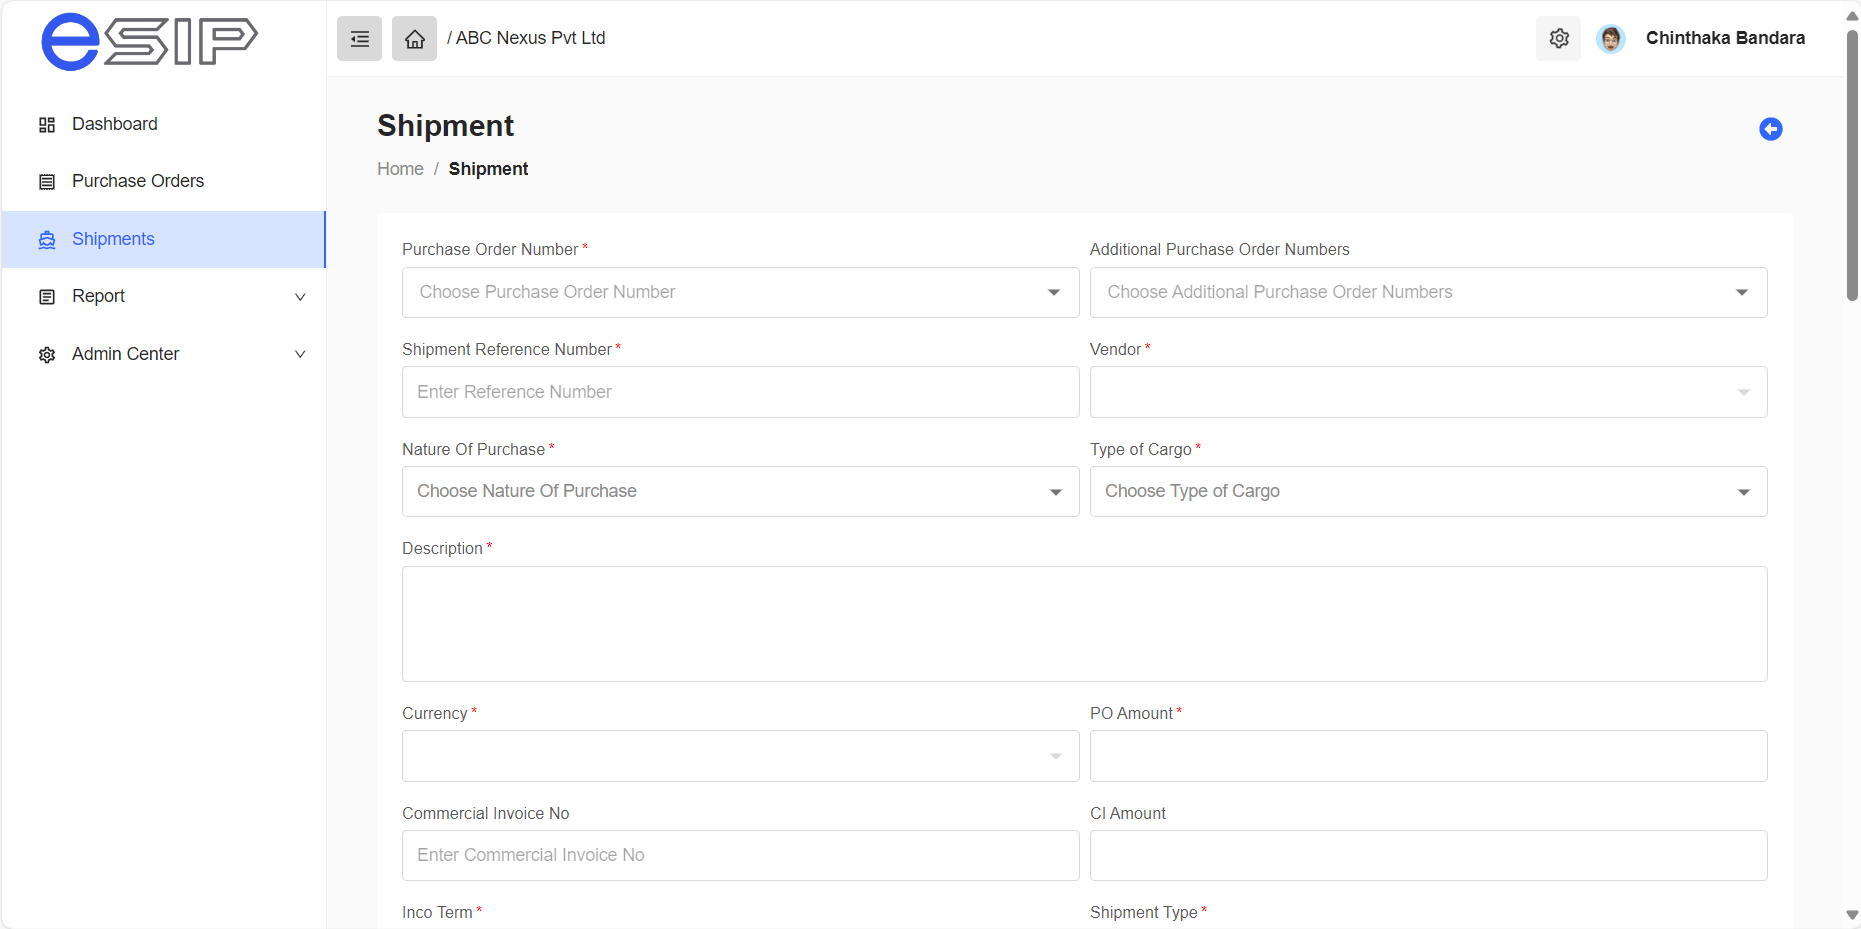 eSIP
/ ABC Nexus Pvt Ltd
Chinthaka Bandara
Dashboard
Purchase Orders
Shipments
Report
Admin Center
Shipment
Home / Shipment
Purchase Order Number *
Additional Purchase Order Numbers
Choose Purchase Order Number
Choose Additional Purchase Order Numbers
Shipment Reference Number *
Vendor *
Enter Reference Number
Nature Of Purchase *
Type of Cargo *
Choose Nature Of Purchase
Choose Type of Cargo
Description *
Currency *
PO Amount *
Commercial Invoice No
CI Amount
Enter Commercial Invoice No
Inco Term *
Shipment Type *